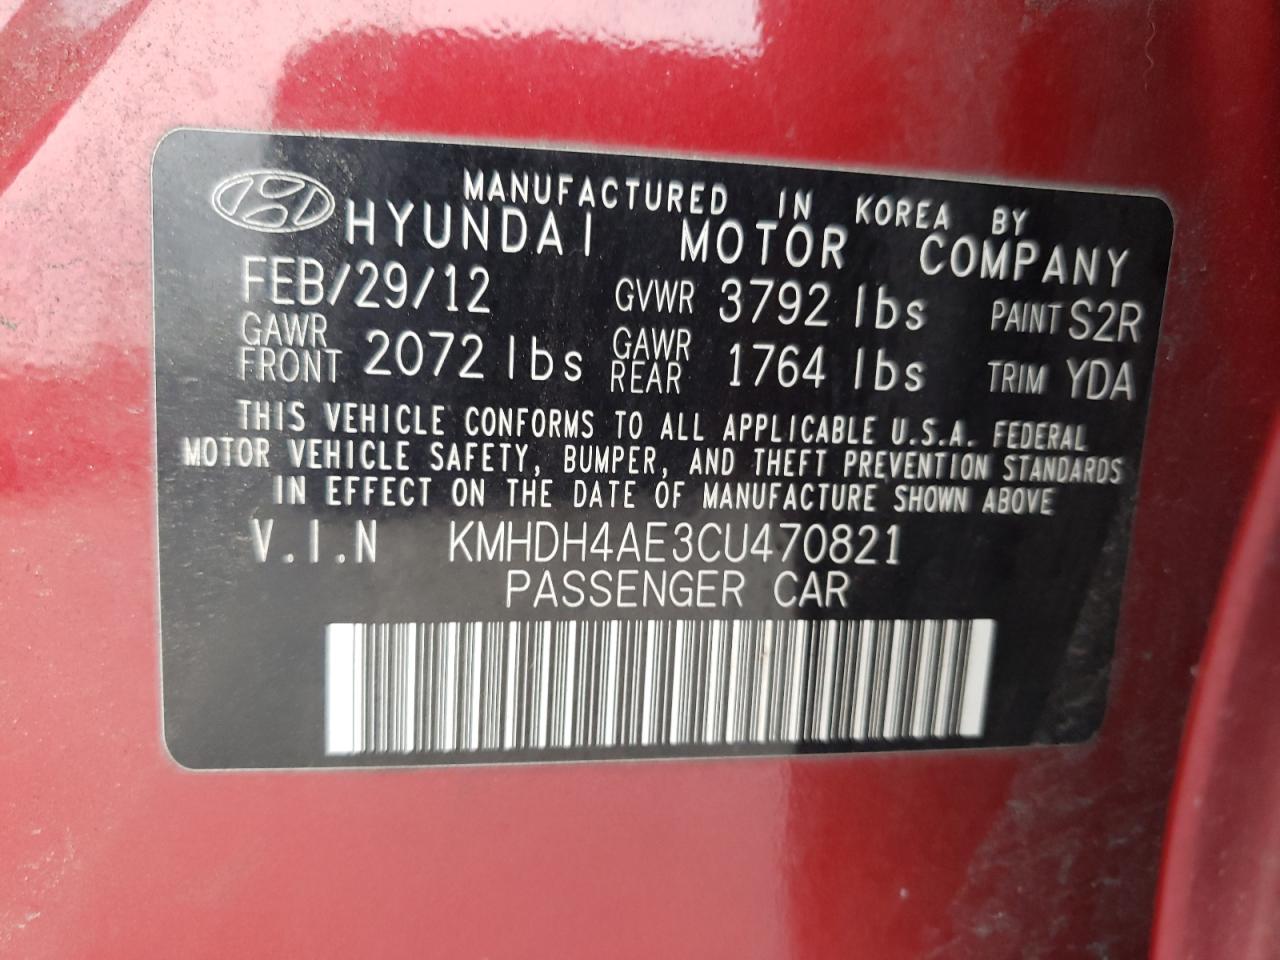 MANUFACTURED IN KOREA BY
HYUNDAI MOTOR COMPANY
FEB/29/12 GVWR 3792 lbs PAINT S2R
GAWR FRONT 2072 lbs GAWR REAR 1764 lbs TRIM YDA
THIS VEHICLE CONFORMS TO ALL APPLICABLE U.S.A. FEDERAL
MOTOR VEHICLE SAFETY, BUMPER, AND THEFT PREVENTION STANDARDS
IN EFFECT ON THE DATE OF MANUFACTURE SHOWN ABOVE
V.I.N KMHDH4AE3CU470821
PASSENGER CAR